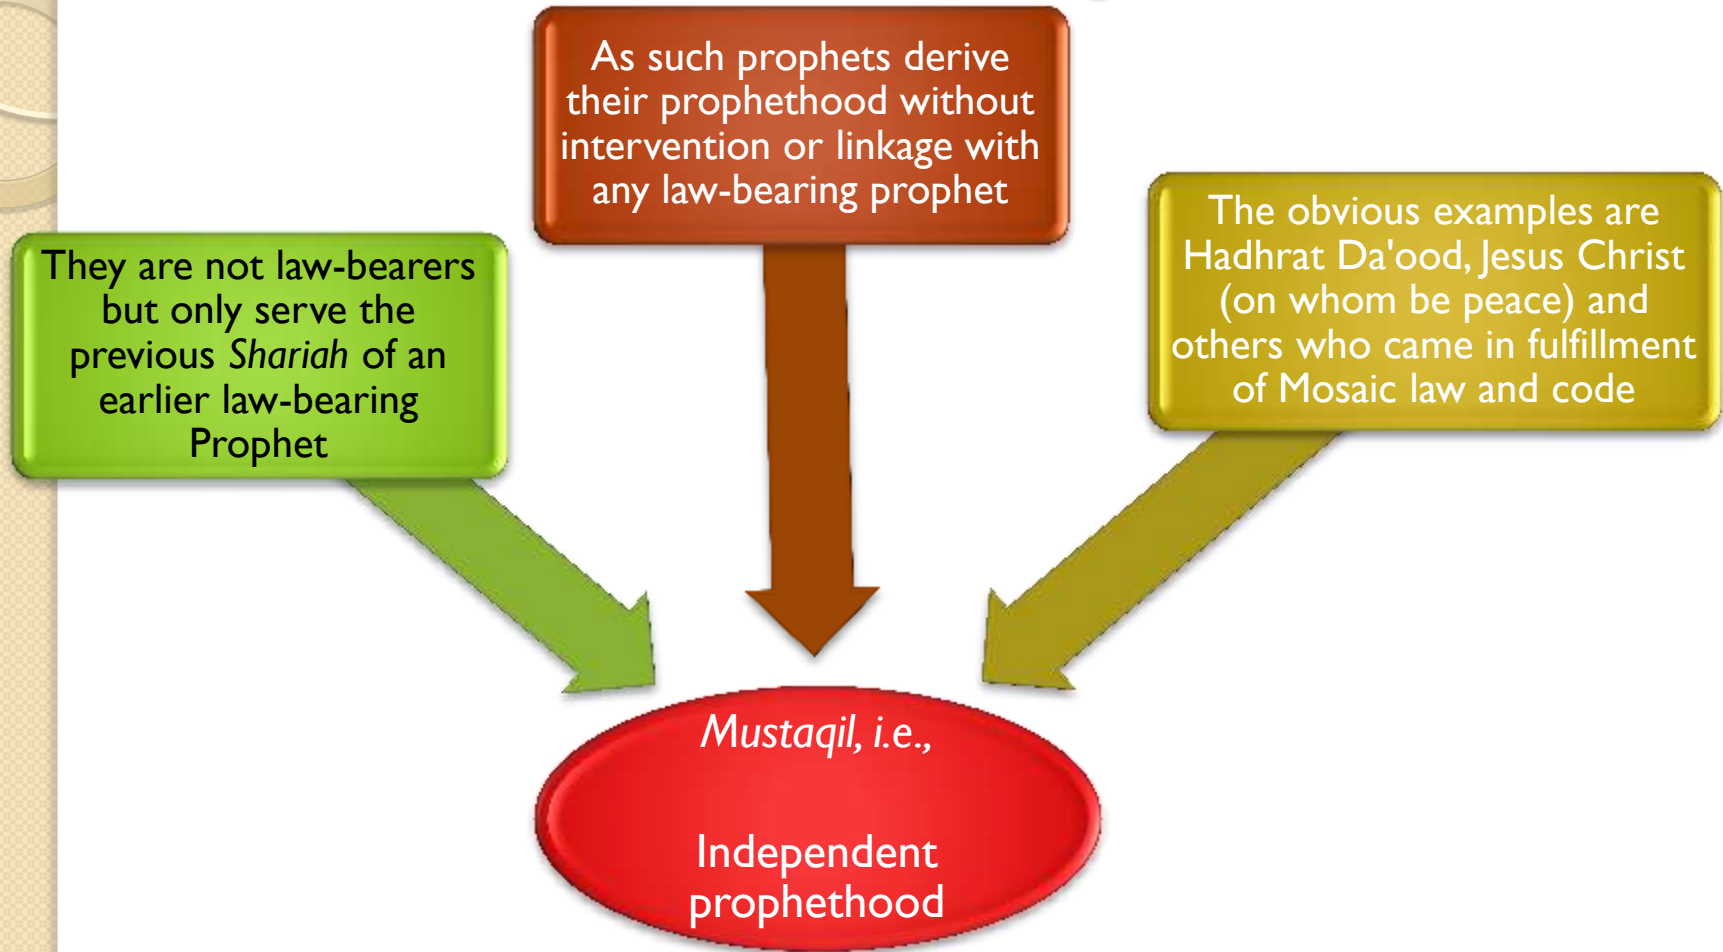 They are not law-bearers
but only serve the
previous Shariah of an
earlier law-bearing
Prophet
As such prophets derive
their prophethood without
intervention or linkage with
any law-bearing prophet
The obvious examples are
Hadhrat Da'ood, Jesus Christ
(on whom be peace) and
others who came in fulfillment
of Mosaic law and code
Mustaqil, i.e.,
Independent
prophethood